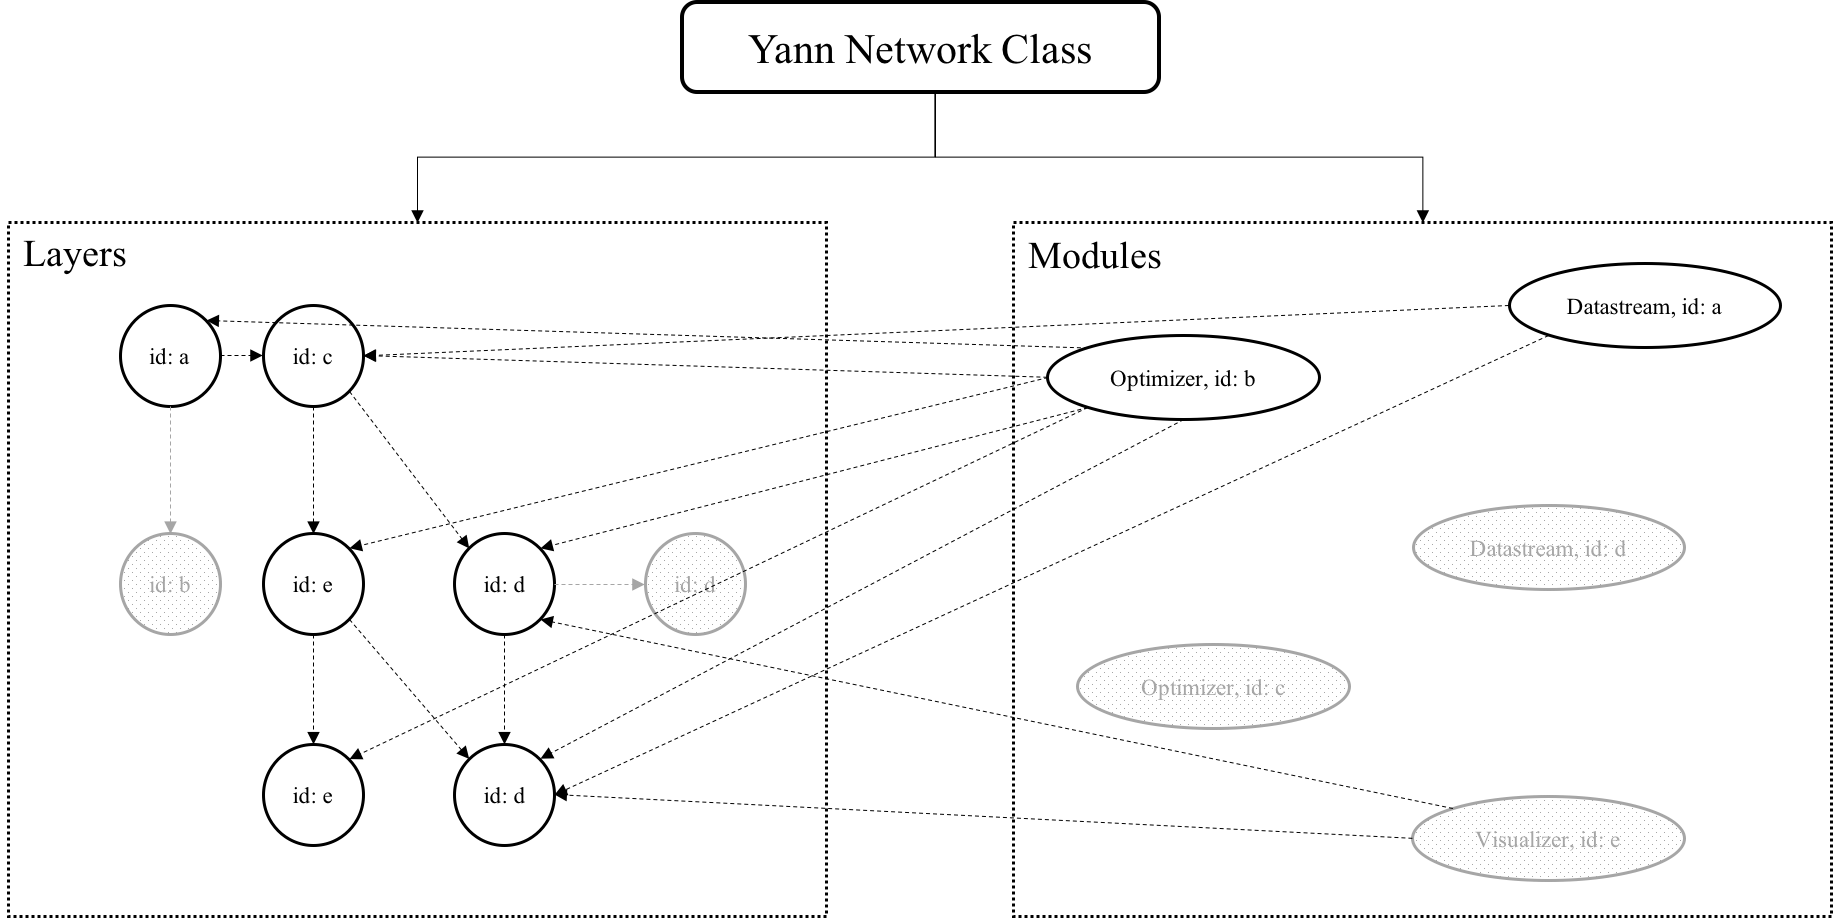 Yann Network Class
Layers
id: a
id: c
id: b
id: e
id: d
id: d
id: e
id: d
Modules
Datastream, id: a
Optimizer, id: b
Datastream, id: d
Optimizer, id: c
Visualizer, id: e